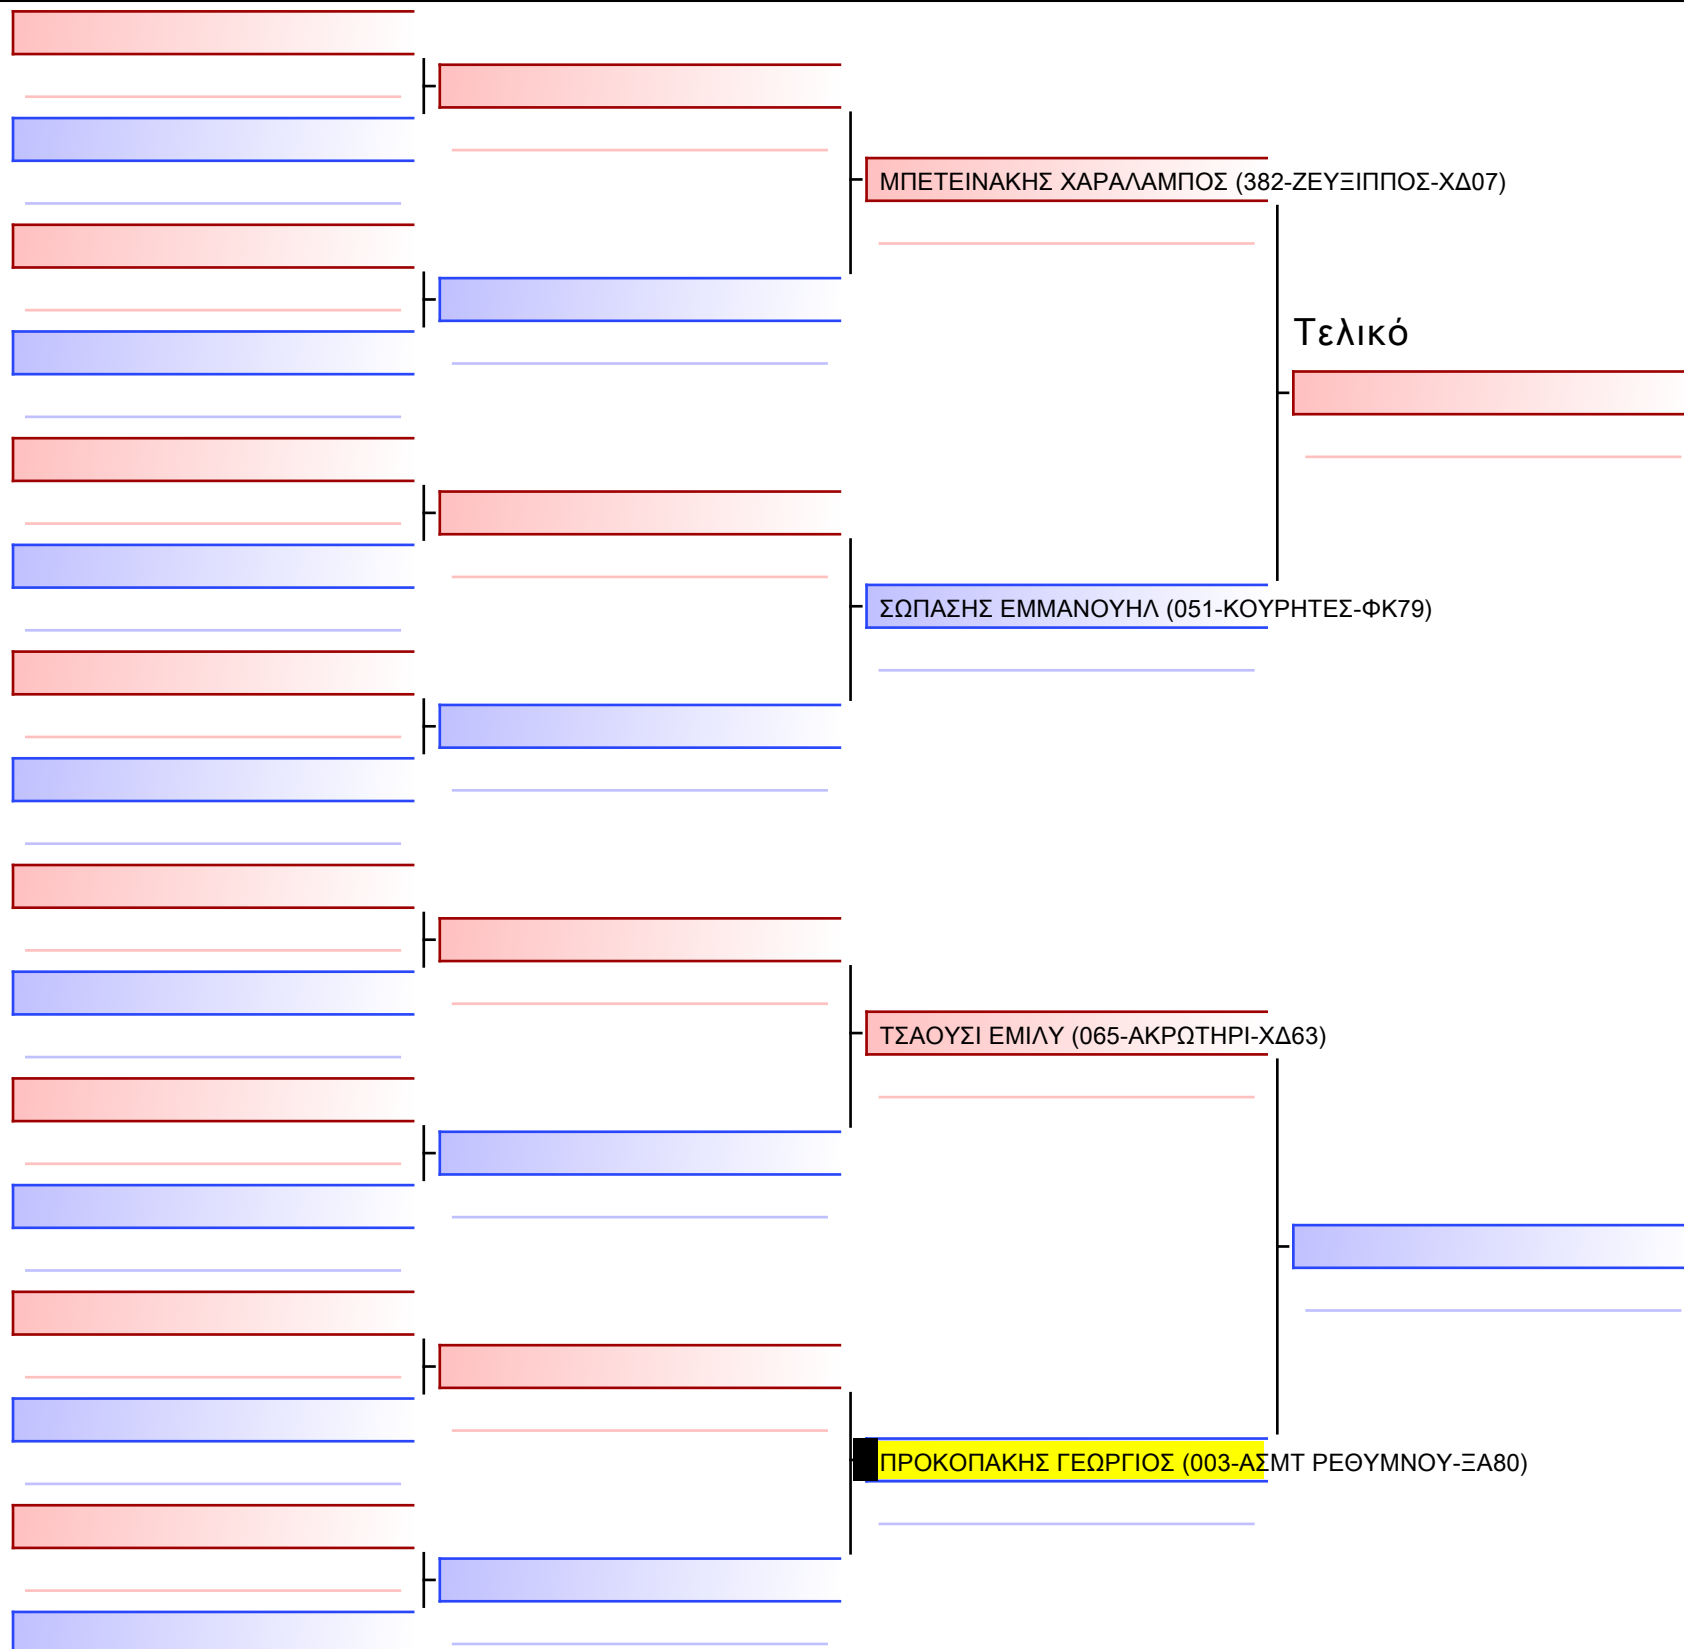 ΜΠΕΤΕΙΝΑΚΗΣ ΧΑΡΑΛΑΜΠΟΣ (382-ΖΕΥΞΙΠΠΟΣ-ΧΔ07)
Τελικό
ΣΩΠΑΣΗΣ ΕΜΜΑΝΟΥΗΛ (051-ΚΟΥΡΗΤΕΣ-ΦΚ79)
ΤΣΑΟΥΣΙ ΕΜΙΛΥ (065-ΑΚΡΩΤΗΡΙ-ΧΔ63)
ΠΡΟΚΟΠΑΚΗΣ ΓΕΩΡΓΙΟΣ (003-ΑΣΜΤ ΡΕΘΥΜΝΟΥ-ΞΑ80)